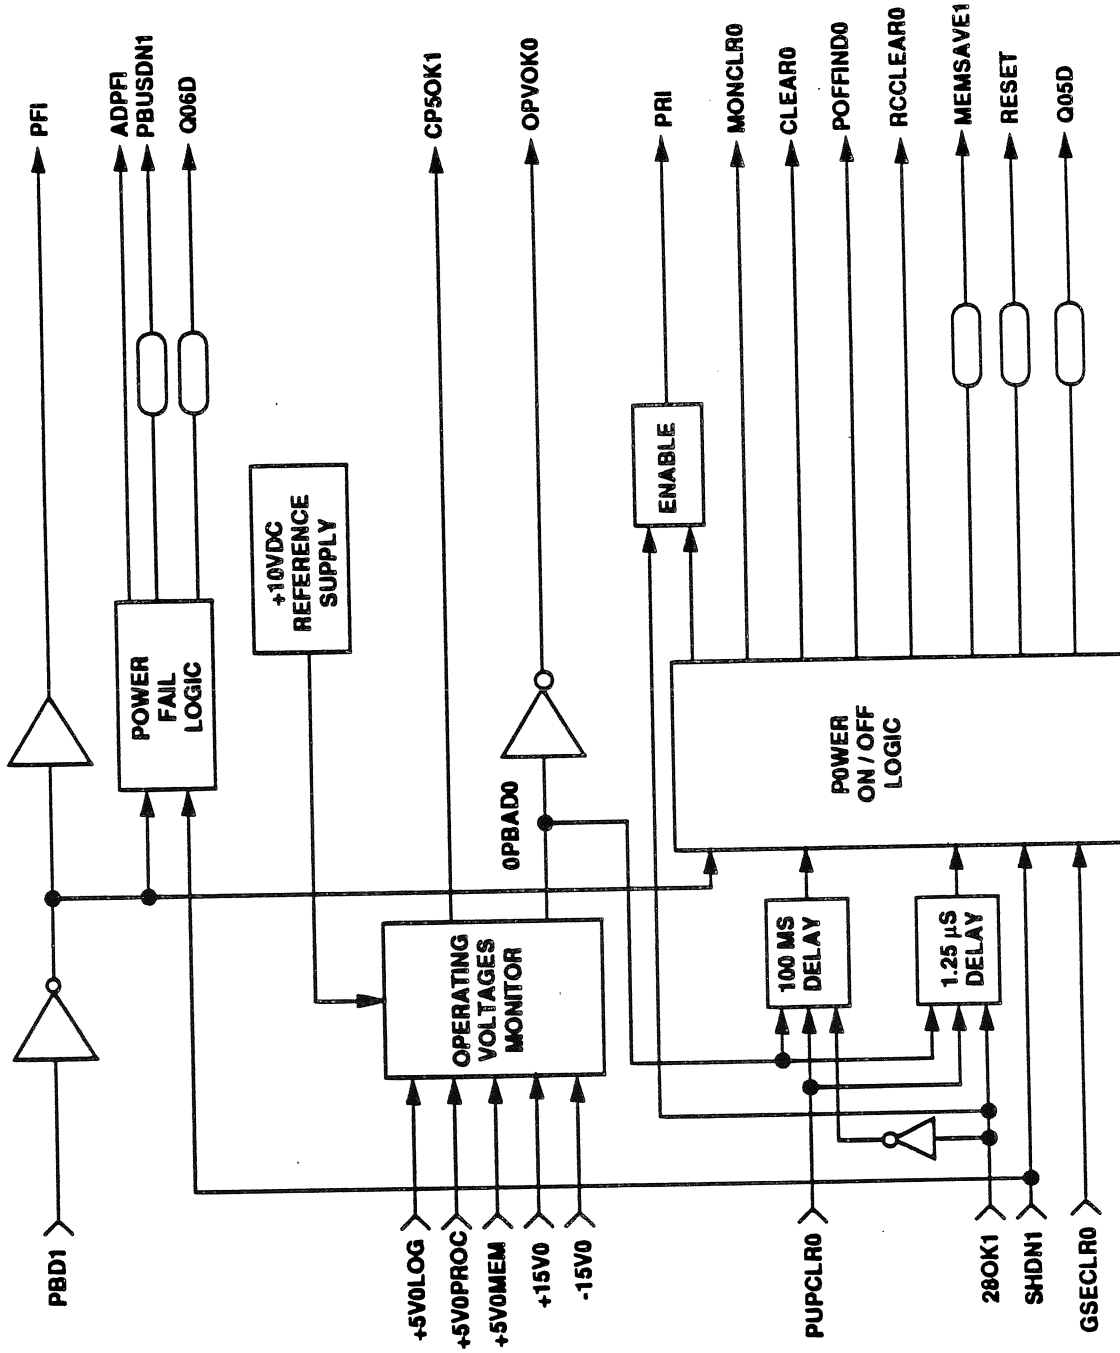 PBD1
PFI
ADPFI
PBUSDN1
Q06D
POWER
FAIL
LOGIC
+10VDC
REFERENCE
SUPPLY
+5V0LOG
+5V0PROC
+5V0MEM
+15V0
-15V0
OPERATING
VOLTAGES
MONITOR
CP5OK1
0PBAD0
OPVOK0
ENABLE
PRI
PUPCLR0
28OK1
SHDN1
GSECLR0
100 MS
DELAY
1.25 µS
DELAY
POWER
ON / OFF
LOGIC
MONCLR0
CLEAR0
POFFIND0
RCCLEAR0
MEMSAVE1
RESET
Q05D